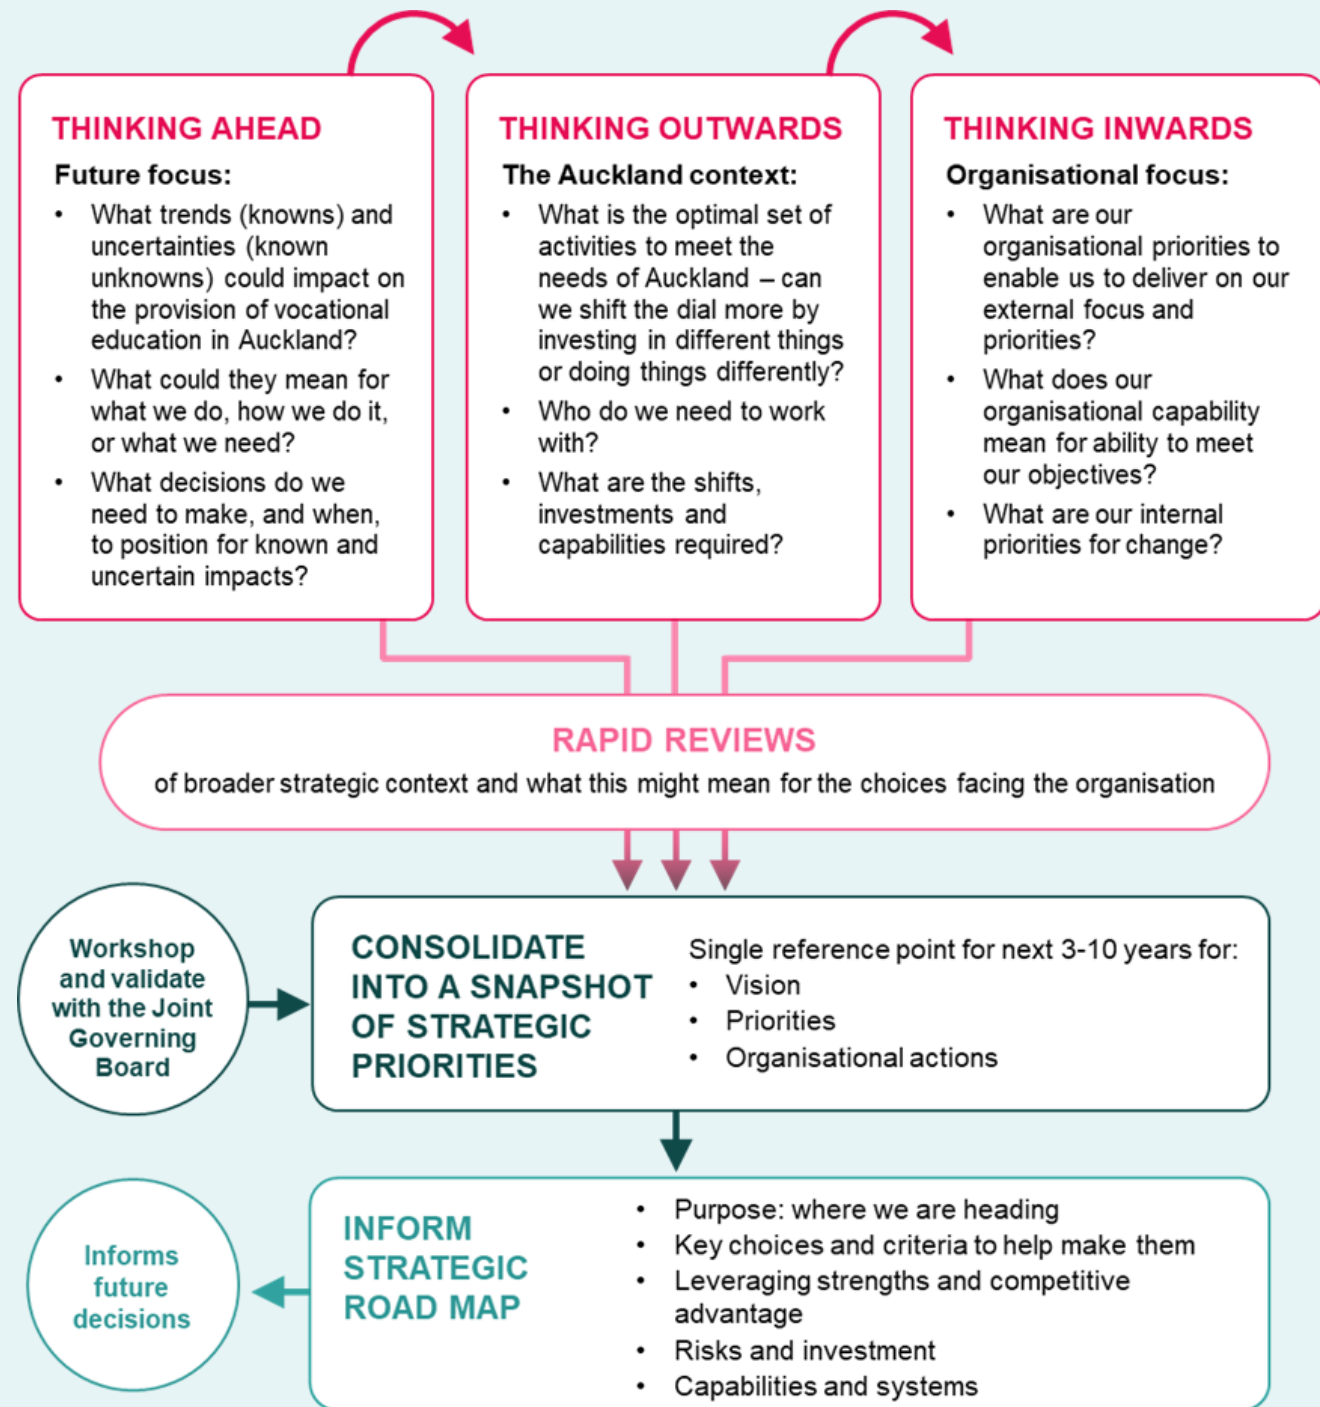 THINKING AHEAD
Future focus:
• What trends (knowns) and
uncertainties (known
unknowns) could impact on
the provision of vocational
education in Auckland?
• What could they mean for
what we do, how we do it,
or what we need?
• What decisions do we
need to make, and when,
to position for known and
uncertain impacts?
THINKING OUTWARDS
The Auckland context:
• What is the optimal set of
activities to meet the
needs of Auckland – can
we shift the dial more by
investing in different things
or doing things differently?
• Who do we need to work
with?
• What are the shifts,
investments and
capabilities required?
THINKING INWARDS
Organisational focus:
• What are our
organisational priorities to
enable us to deliver on our
external focus and
priorities?
• What does our
organisational capability
mean for ability to meet
our objectives?
• What are our internal
priorities for change?
RAPID REVIEWS
of broader strategic context and what this might mean for the choices facing the organisation
Workshop
and validate
with the Joint
Governing
Board
CONSOLIDATE
INTO A SNAPSHOT
OF STRATEGIC
PRIORITIES
Single reference point for next 3-10 years for:
• Vision
• Priorities
• Organisational actions
Informs
future
decisions
INFORM
STRATEGIC
ROAD MAP
• Purpose: where we are heading
• Key choices and criteria to help make them
• Leveraging strengths and competitive
advantage
• Risks and investment
• Capabilities and systems